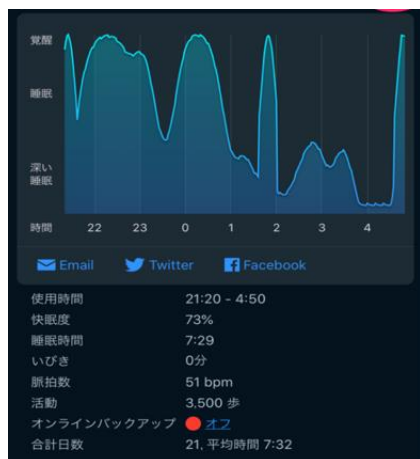 覚醒
睡眠
深い
睡眠
時間 22 23 0 1 2 3 4
Email Twitter Facebook
使用時間 21:20 - 4:50
快眠度 73%
睡眠時間 7:29
いびき 0分
脈拍数 51 bpm
活動 3,500 歩
オンラインバックアップ オフ
合計日数 21, 平均時間 7:32